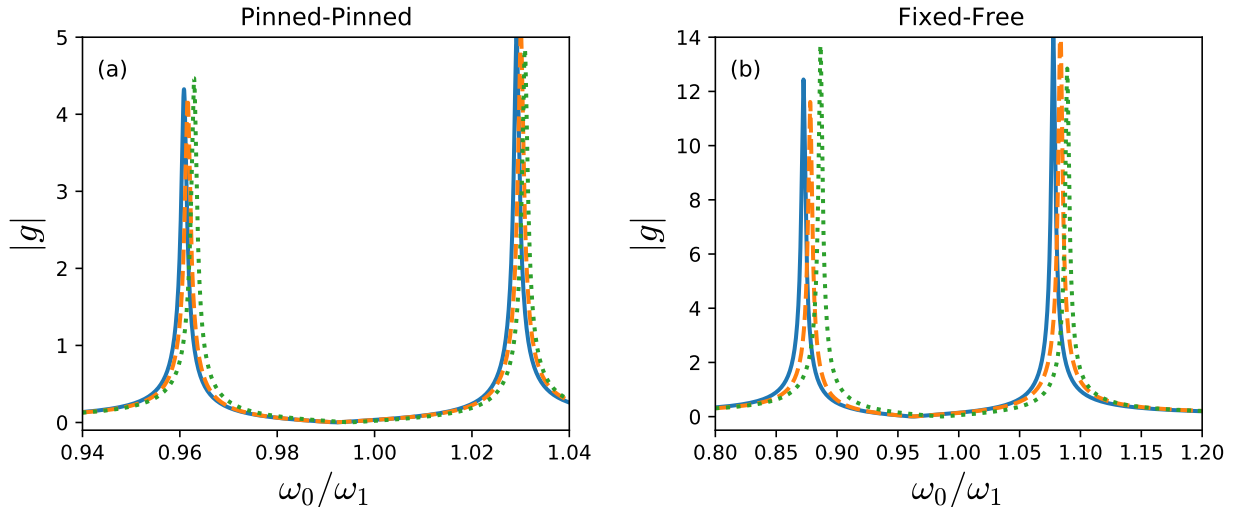 Pinned-Pinned
(a)
|g|
5
4
3
2
1
0
0.94 0.96 0.98 1.00 1.02 1.04
ω₀/ω₁
Fixed-Free
(b)
|g|
14
12
10
8
6
4
2
0
0.80 0.85 0.90 0.95 1.00 1.05 1.10 1.15 1.20
ω₀/ω₁